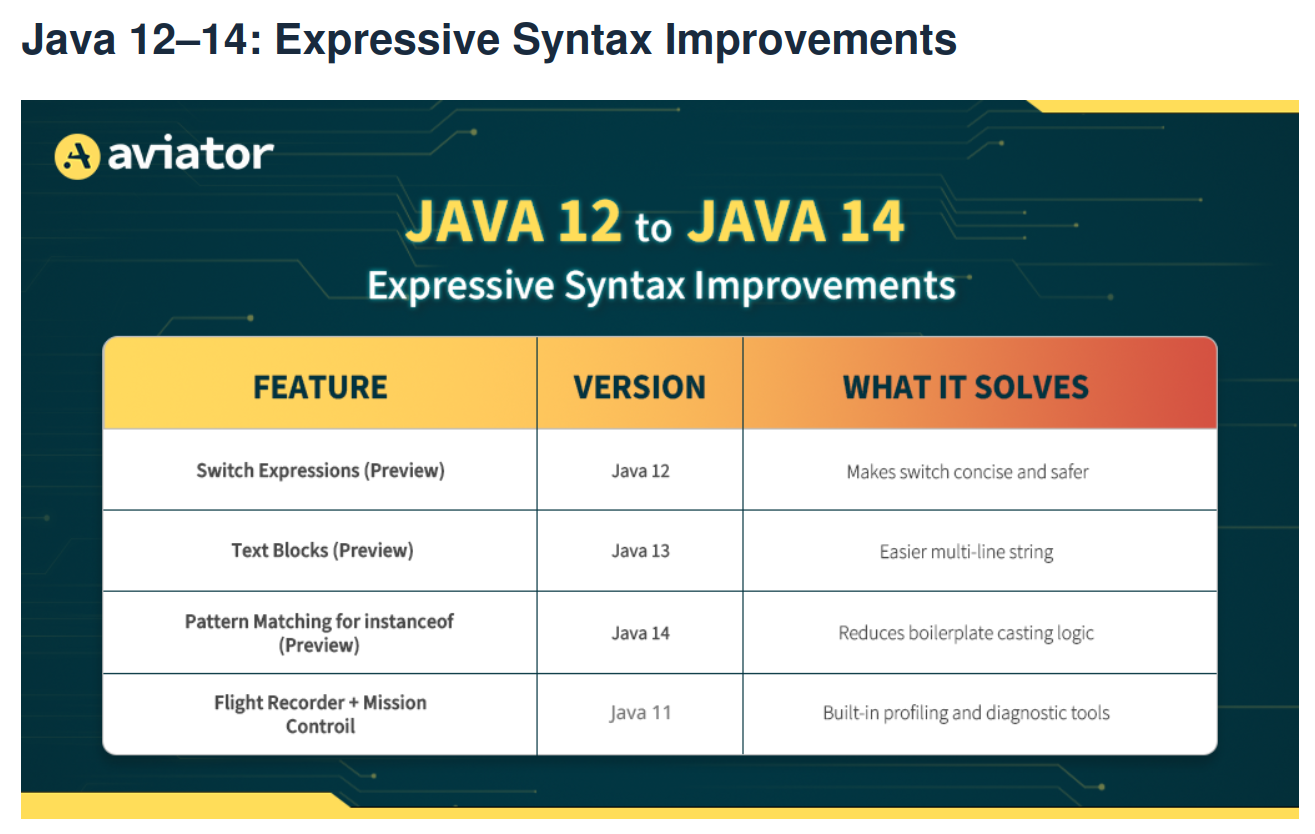 Java 12–14: Expressive Syntax Improvements
aviator
JAVA 12 to JAVA 14
Expressive Syntax Improvements
FEATURE VERSION WHAT IT SOLVES
Switch Expressions (Preview) Java 12 Makes switch concise and safer
Text Blocks (Preview) Java 13 Easier multi-line string
Pattern Matching for instanceof
(Preview) Java 14 Reduces boilerplate casting logic
Flight Recorder + Mission
Controil Java 11 Built-in profiling and diagnostic tools